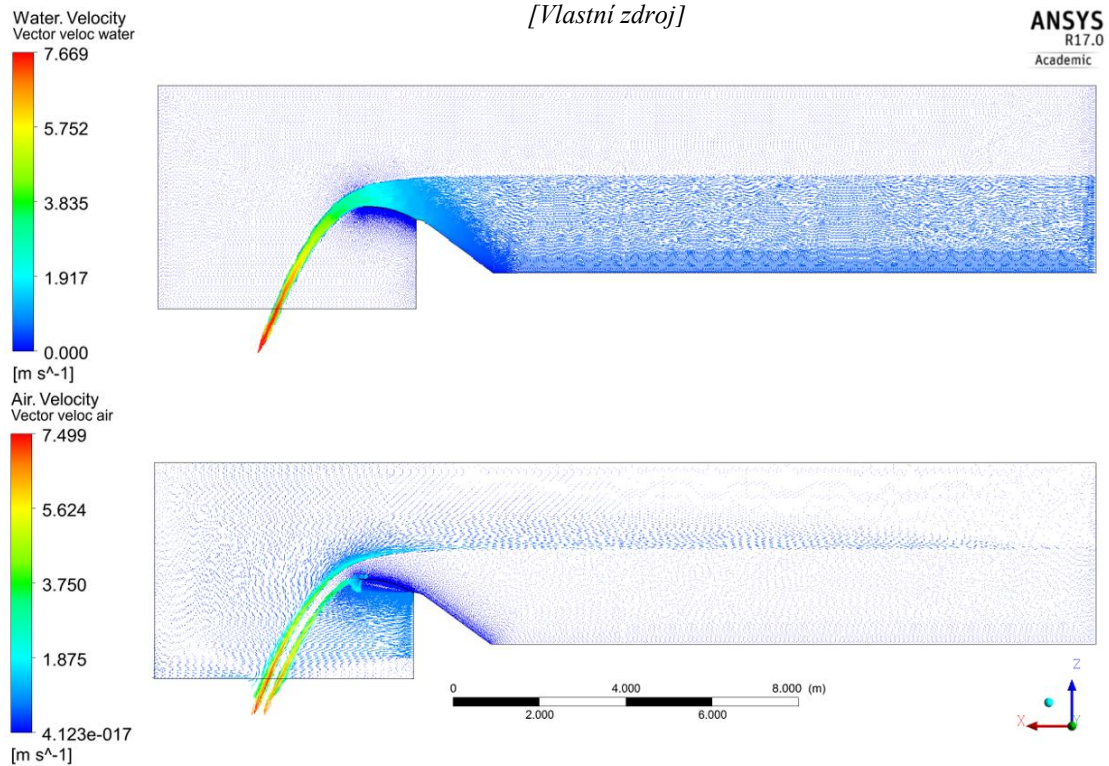 [Vlastní zdroj]
Water. Velocity
Vector veloc water
7.669
5.752
3.835
1.917
0.000
[m s^-1]
ANSYS
R17.0
Academic
Air. Velocity
Vector veloc air
7.499
5.624
3.750
1.875
4.123e-017
[m s^-1]
0 4.000 8.000 (m)
2.000 6.000
Z
X
Y